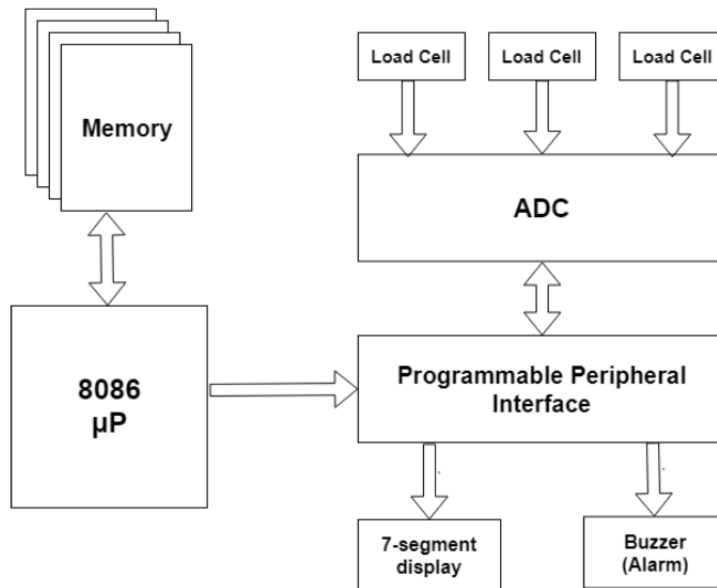 Memory
Load Cell
Load Cell
Load Cell
ADC
8086
µP
Programmable Peripheral
Interface
7-segment
display
Buzzer
(Alarm)